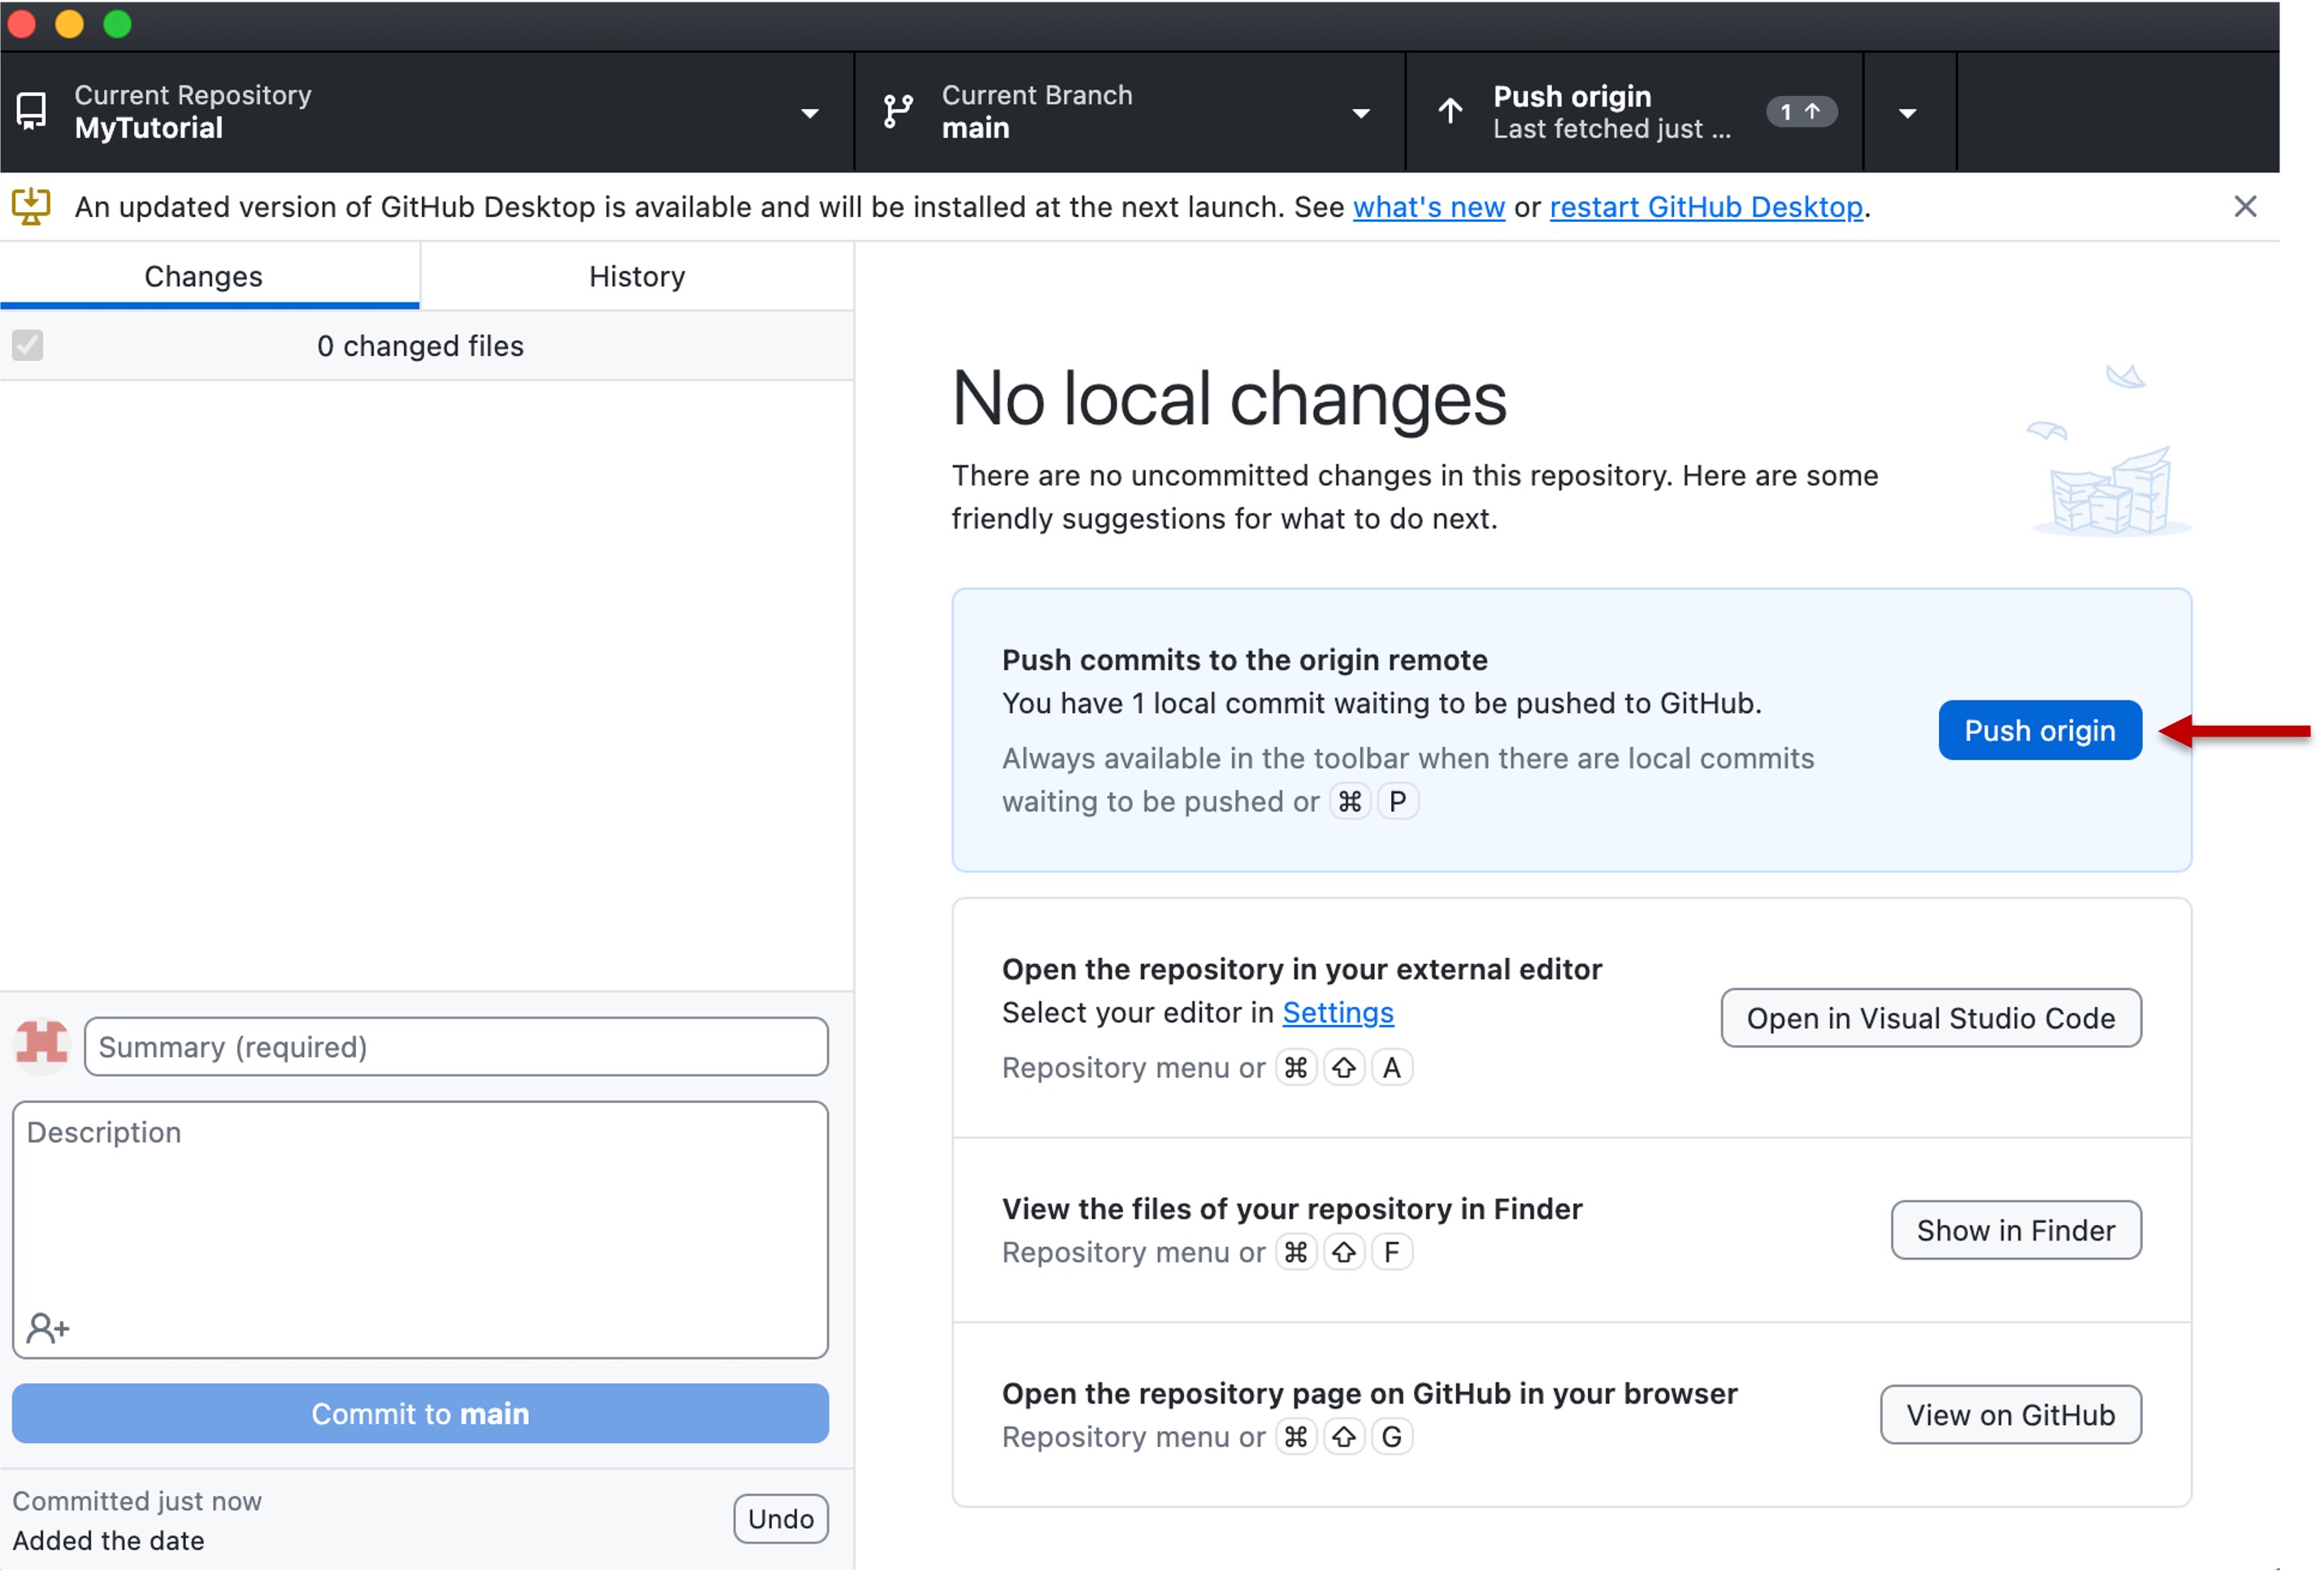 Current Repository
MyTutorial
Current Branch
main
Push origin
Last fetched just ...
1 ↑
An updated version of GitHub Desktop is available and will be installed at the next launch. See what's new or restart GitHub Desktop.
Changes
History
0 changed files
No local changes
There are no uncommitted changes in this repository. Here are some
friendly suggestions for what to do next.
Push commits to the origin remote
You have 1 local commit waiting to be pushed to GitHub.
Always available in the toolbar when there are local commits
waiting to be pushed or ⌘ P
Push origin
Open the repository in your external editor
Select your editor in Settings
Repository menu or ⌘ ⇧ A
Open in Visual Studio Code
View the files of your repository in Finder
Repository menu or ⌘ ⇧ F
Show in Finder
Open the repository page on GitHub in your browser
Repository menu or ⌘ ⇧ G
View on GitHub
Summary (required)
Description
Commit to main
Committed just now
Added the date
Undo